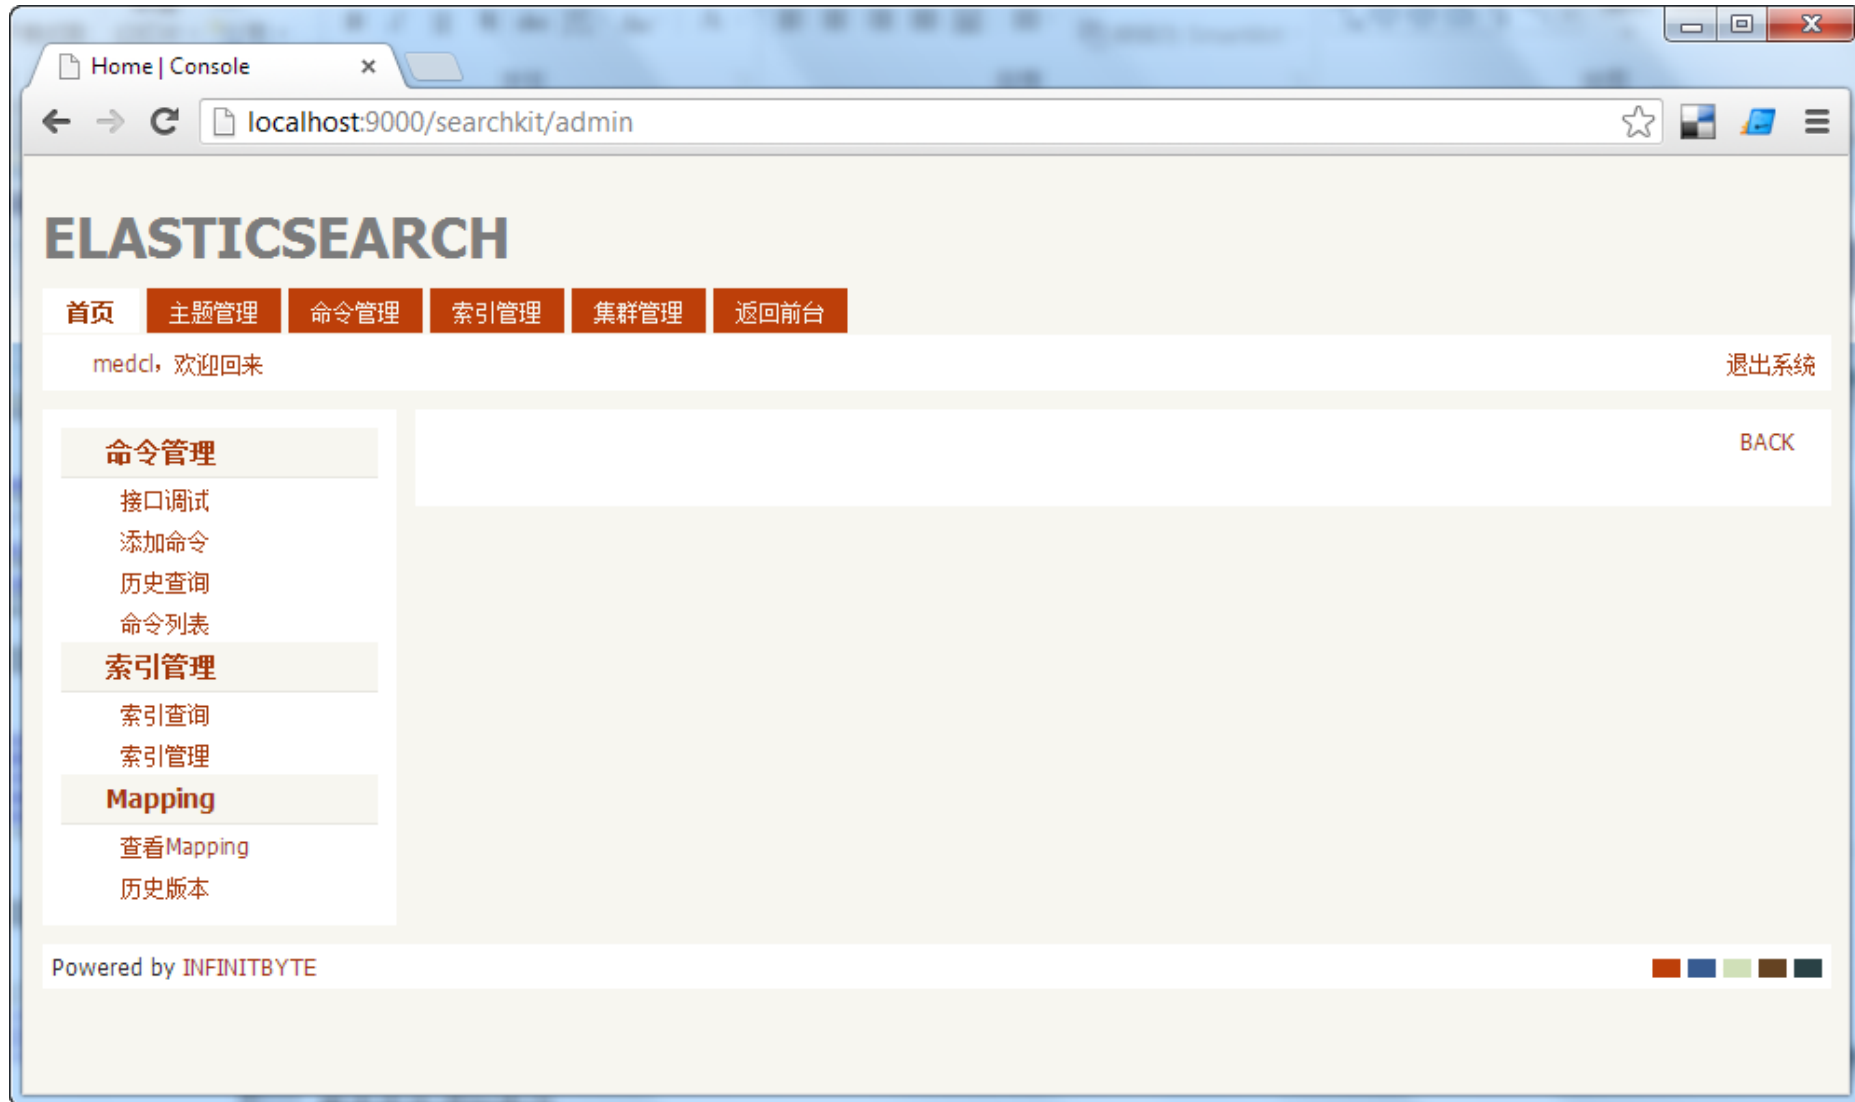 Home | Console
localhost:9000/searchkit/admin
ELASTICSEARCH
首页 主题管理 命令管理 索引管理 集群管理 返回前台
medcl，欢迎回来 退出系统
命令管理
BACK
接口调试
添加命令
历史查询
命令列表
索引管理
索引查询
索引管理
Mapping
查看Mapping
历史版本
Powered by INFINITBYTE